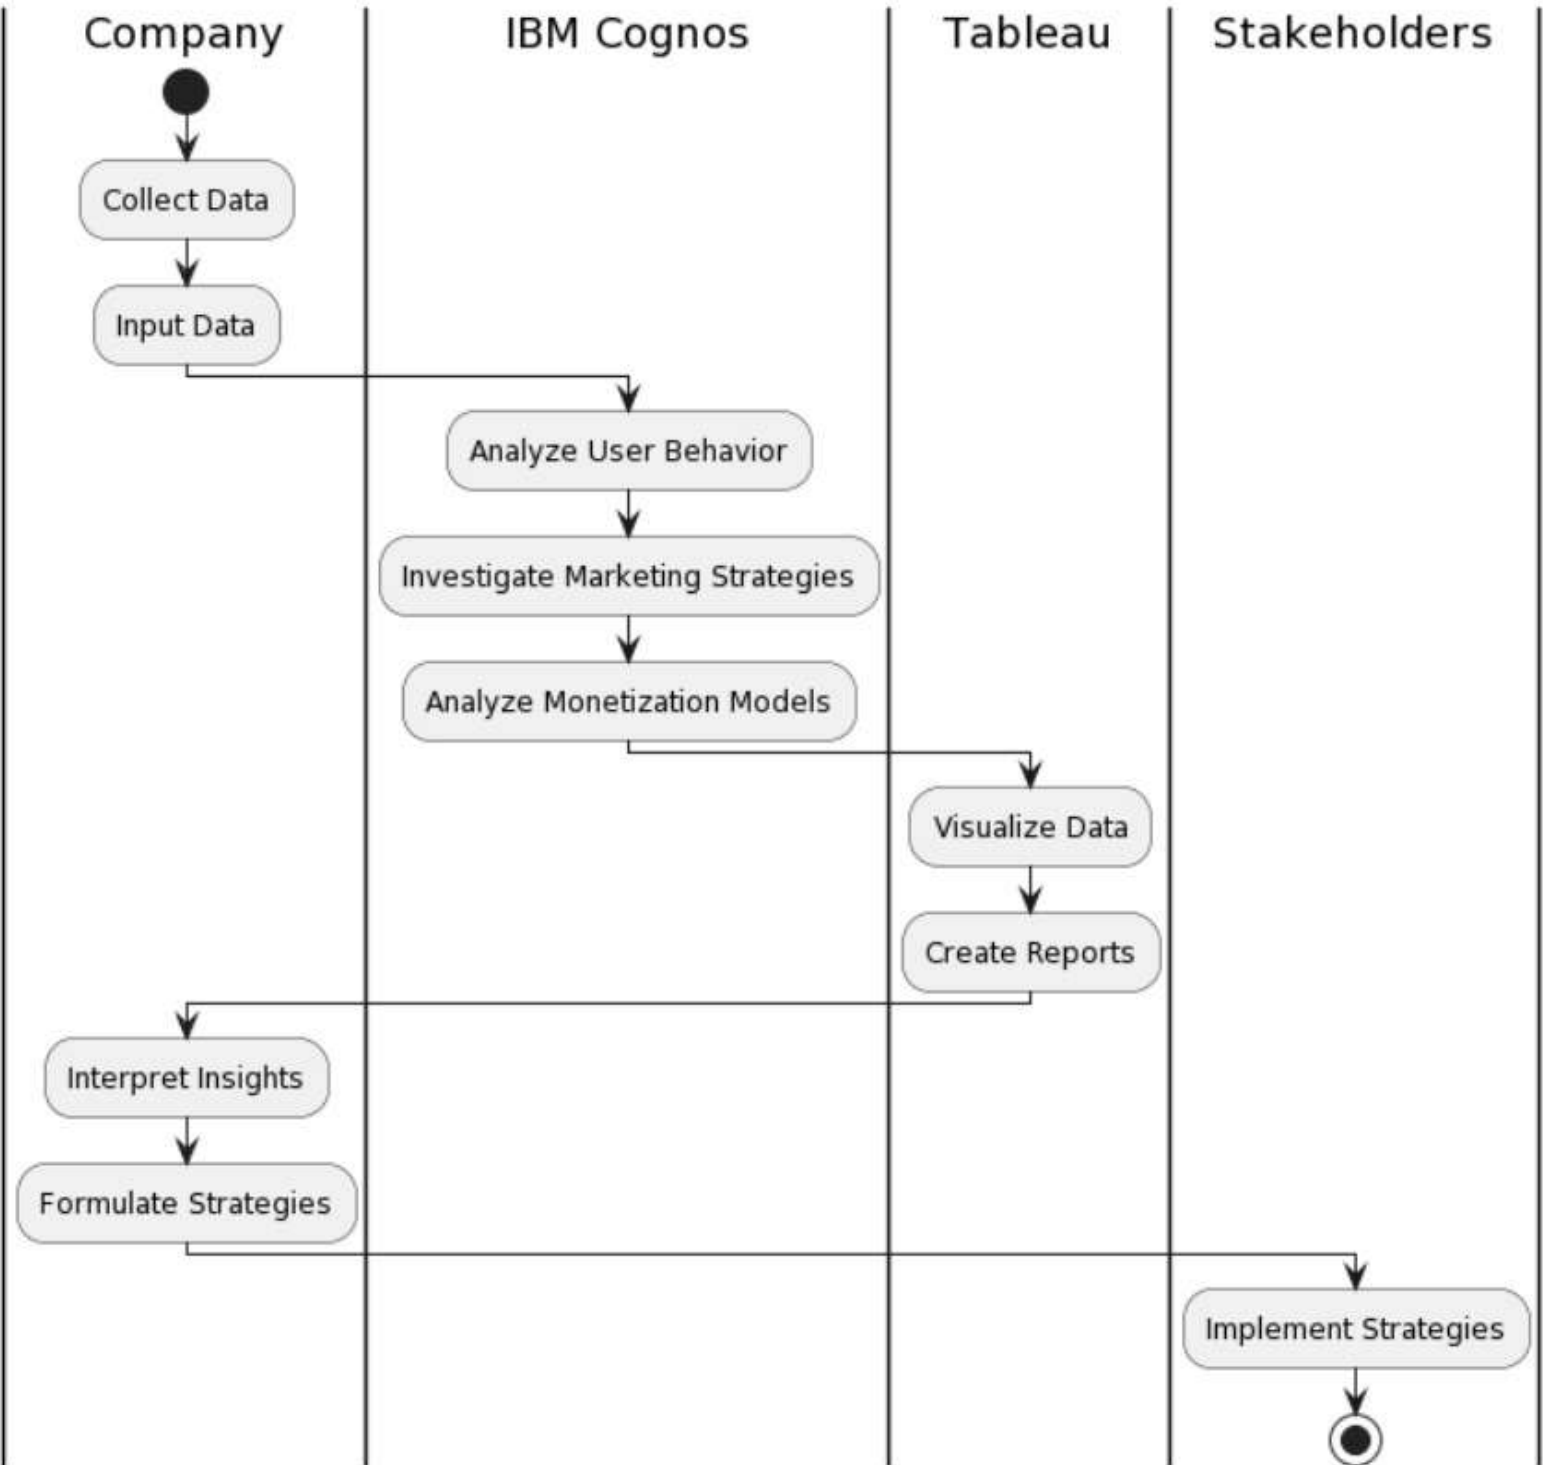 Company
IBM Cognos
Tableau
Stakeholders
Collect Data
Input Data
Analyze User Behavior
Investigate Marketing Strategies
Analyze Monetization Models
Visualize Data
Create Reports
Interpret Insights
Formulate Strategies
Implement Strategies